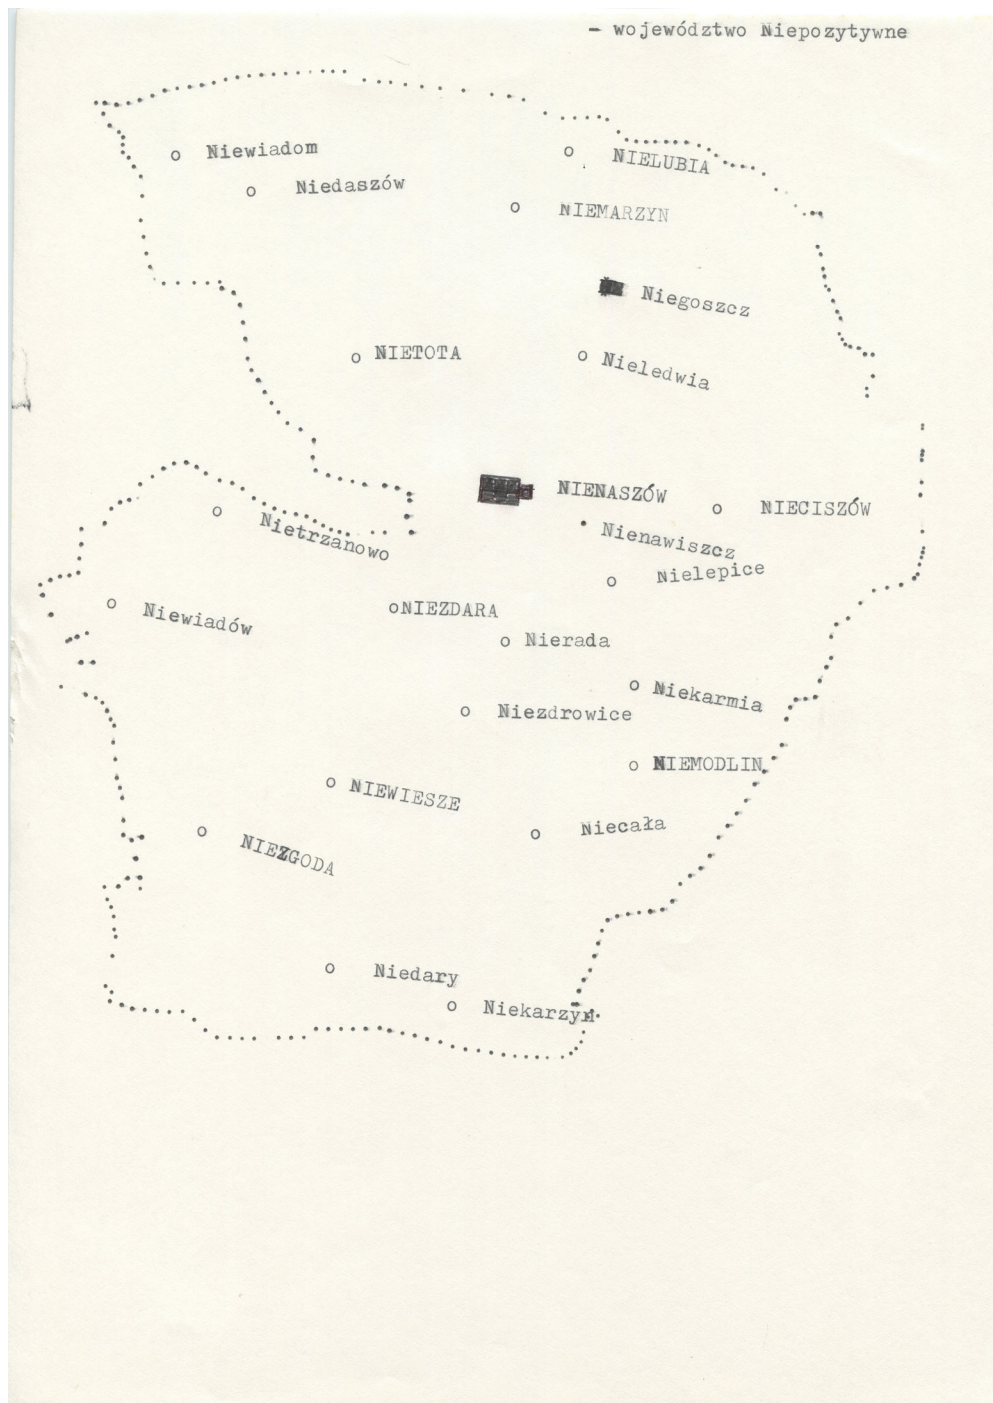 - województwo Niepozytywne
Niewiadom
NIELUBIA
Niedaszów
NIEMARZYN
Niegoszcz
NIETOTA
Nieledwia
NIENASZÓW
NIECISZÓW
Nietrzanowo
Nienawiszcz
Nielepice
Niewiadów
NIEZDARA
Nierada
Niekarmia
Niezdrowice
NIEMODLIN
NIEWIESZE
Niecała
NIEZGODA
Niedary
Niekarzyn